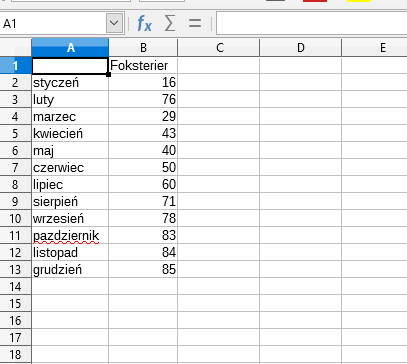 A1
fx Σ =
A B C D E
1 Foksterier
2 styczeń 16
3 luty 76
4 marzec 29
5 kwiecień 43
6 maj 40
7 czerwiec 50
8 lipiec 60
9 sierpień 71
10 wrzesień 78
11 pazdziernik 83
12 listopad 84
13 grudzień 85
14
15
16
17
18